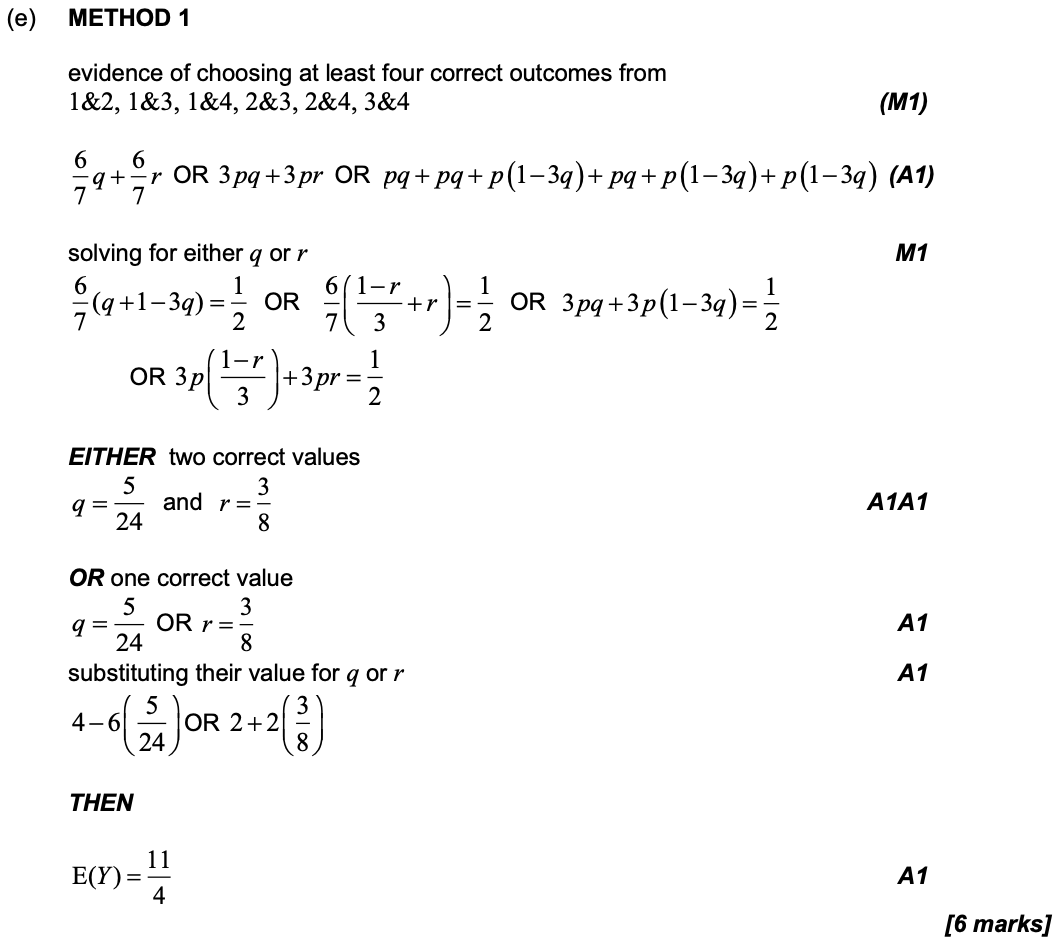 (e) METHOD 1
evidence of choosing at least four correct outcomes from
1&2, 1&3, 1&4, 2&3, 2&4, 3&4 (M1)
6/7 q + 6/7 r OR 3pq + 3pr OR pq + pq + p(1−3q) + pq + p(1−3q) + p(1−3q) (A1)
solving for either q or r M1
6/7 (q + 1 − 3q) = 1/2 OR 6/7 ((1−r)/3 + r) = 1/2 OR 3pq + 3p(1−3q) = 1/2
OR 3p((1−r)/3) + 3pr = 1/2
EITHER two correct values
q = 5/24 and r = 3/8 A1A1
OR one correct value
q = 5/24 OR r = 3/8 A1
substituting their value for q or r A1
4 − 6(5/24) OR 2 + 2(3/8)
THEN
E(Y) = 11/4 A1
[6 marks]